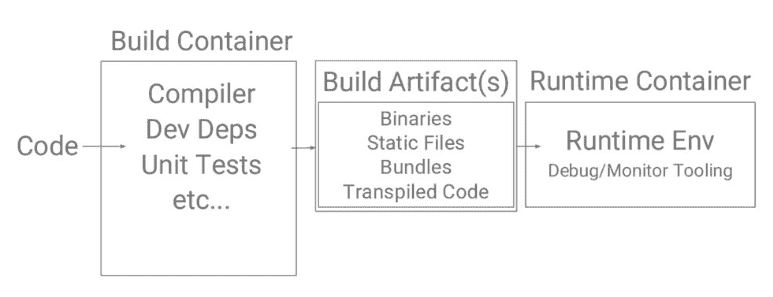 Build Container
Compiler
Dev Deps
Unit Tests
etc...
Code
Build Artifact(s)
Binaries
Static Files
Bundles
Transpiled Code
Runtime Container
Runtime Env
Debug/Monitor Tooling